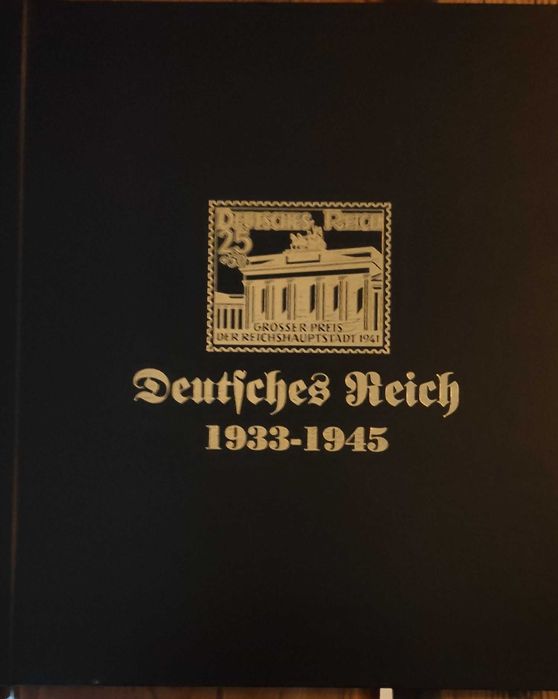 DEUTSCHES REICH
25
GROSSER PREIS
DER REICHSHAUPTSTADT 1941
Deutſches Reich
1933-1945